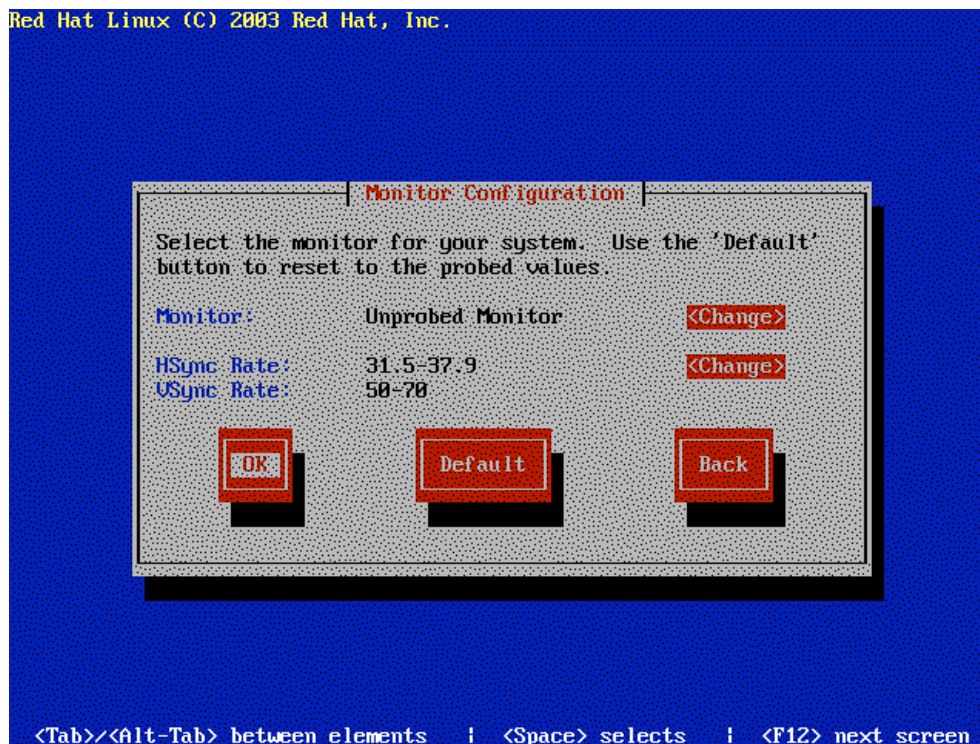 Red Hat Linux (C) 2003 Red Hat, Inc.
Monitor Configuration
Select the monitor for your system.  Use the 'Default'
button to reset to the probed values.
Monitor: Unprobed Monitor <Change>
HSync Rate: 31.5-37.9 <Change>
VSync Rate: 50-70
OK Default Back
<Tab>/<Alt-Tab> between elements | <Space> selects | <F12> next screen